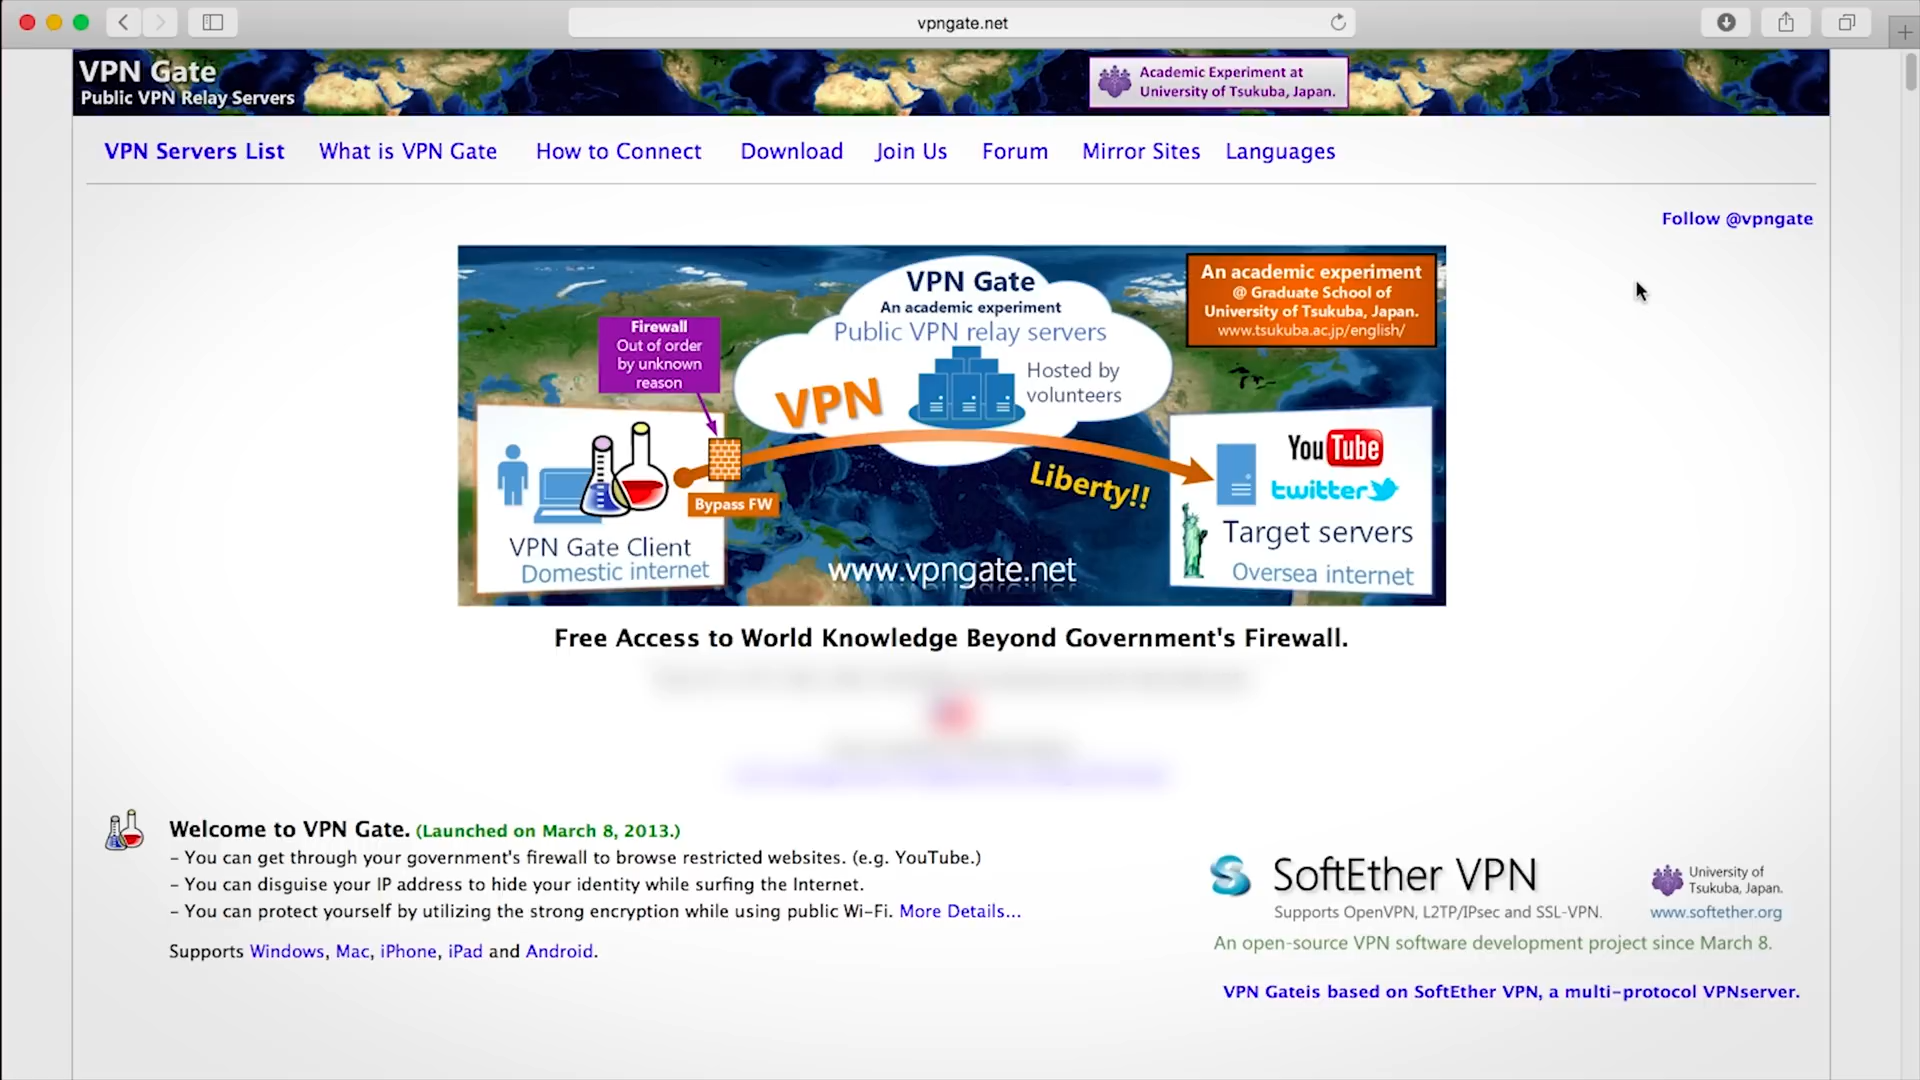 vpngate.net
VPN Gate
Public VPN Relay Servers
Academic Experiment at
University of Tsukuba, Japan.
VPN Servers List What is VPN Gate How to Connect Download Join Us Forum Mirror Sites Languages
Follow @vpngate
VPN Gate
An academic experiment
Public VPN relay servers
Hosted by
volunteers
An academic experiment
@ Graduate School of
University of Tsukuba, Japan.
www.tsukuba.ac.jp/english/
Firewall
Out of order
by unknown
reason
VPN
Liberty!!
Bypass FW
VPN Gate Client
Domestic internet
www.vpngate.net
YouTube
twitter
Target servers
Oversea internet
Free Access to World Knowledge Beyond Government's Firewall.
Welcome to VPN Gate. (Launched on March 8, 2013.)
- You can get through your government's firewall to browse restricted websites. (e.g. YouTube.)
- You can disguise your IP address to hide your identity while surfing the Internet.
- You can protect yourself by utilizing the strong encryption while using public Wi-Fi. More Details...
Supports Windows, Mac, iPhone, iPad and Android.
SoftEther VPN
Supports OpenVPN, L2TP/IPsec and SSL-VPN.
University of
Tsukuba, Japan.
www.softether.org
An open-source VPN software development project since March 8.
VPN Gateis based on SoftEther VPN, a multi-protocol VPNserver.